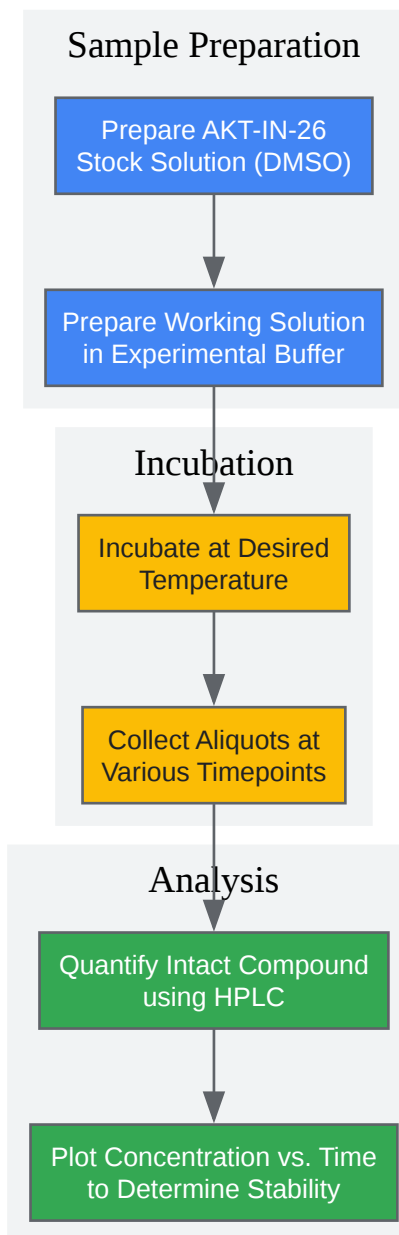 Sample Preparation
Prepare AKT-IN-26
Stock Solution (DMSO)
Prepare Working Solution
in Experimental Buffer
Incubation
Incubate at Desired
Temperature
Collect Aliquots at
Various Timepoints
Analysis
Quantify Intact Compound
using HPLC
Plot Concentration vs. Time
to Determine Stability